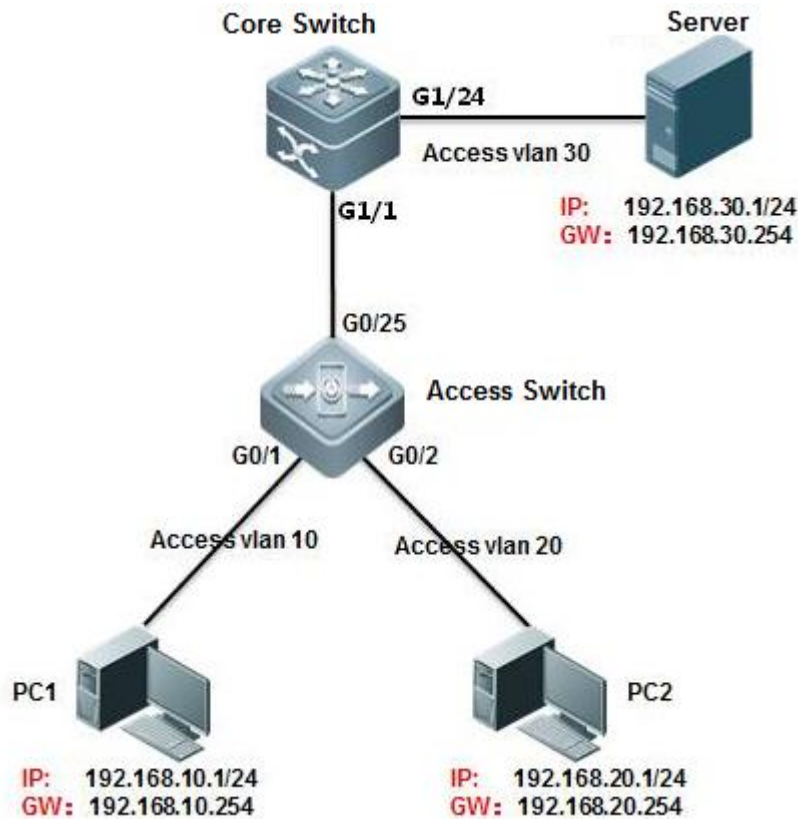 Core Switch
Server
G1/24
Access vlan 30
IP: 192.168.30.1/24
GW： 192.168.30.254
G1/1
G0/25
Access Switch
G0/1
G0/2
Access vlan 10
Access vlan 20
PC1
PC2
IP: 192.168.10.1/24
GW： 192.168.10.254
IP: 192.168.20.1/24
GW： 192.168.20.254